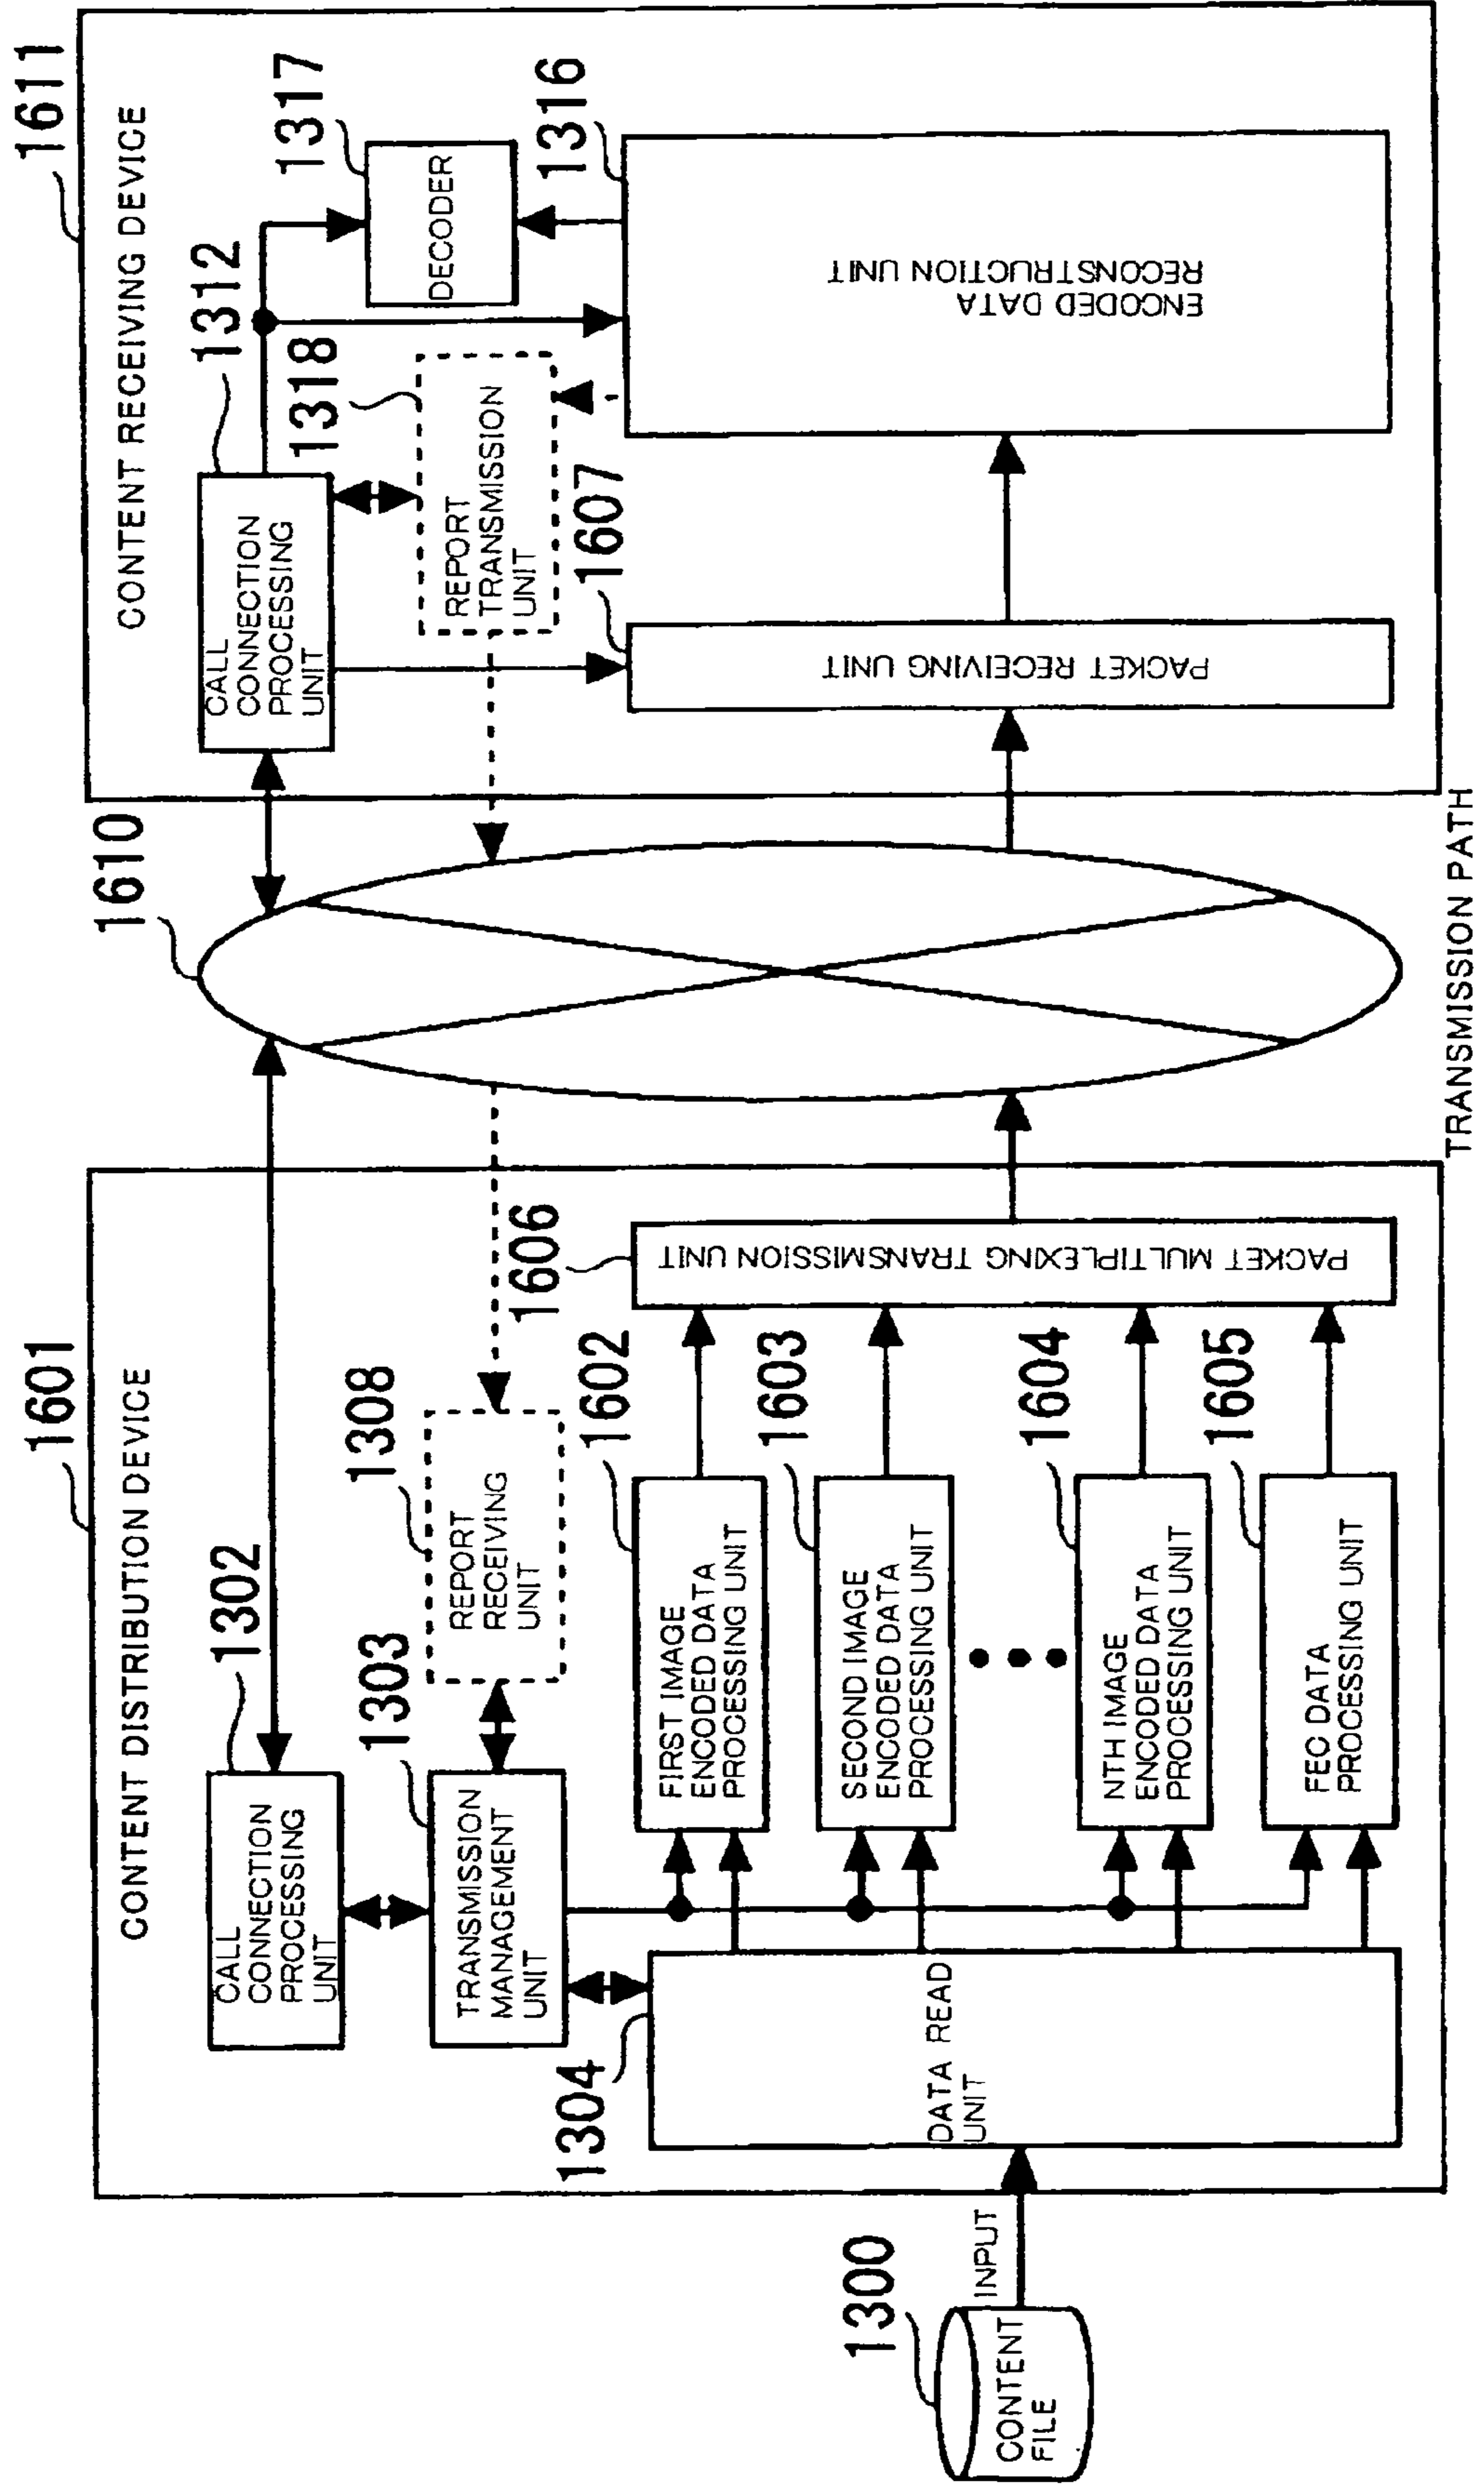 1601
CONTENT DISTRIBUTION DEVICE
1302
CALL
CONNECTION
PROCESSING
UNIT
1303
TRANSMISSION
MANAGEMENT
UNIT
1308
REPORT
RECEIVING
UNIT
1304
DATA READ
UNIT
1300
CONTENT
FILE
INPUT
1602
FIRST IMAGE
ENCODED DATA
PROCESSING UNIT
1603
SECOND IMAGE
ENCODED DATA
PROCESSING UNIT
1604
NTH IMAGE
ENCODED DATA
PROCESSING UNIT
1605
FEC DATA
PROCESSING UNIT
1606
PACKET MULTIPLEXING TRANSMISSION UNIT
1610
TRANSMISSION PATH
1611
CONTENT RECEIVING DEVICE
1312
CALL
CONNECTION
PROCESSING
UNIT
1318
REPORT
TRANSMISSION
UNIT
1607
PACKET RECEIVING UNIT
1317
DECODER
1316
ENCODED DATA
RECONSTRUCTION UNIT